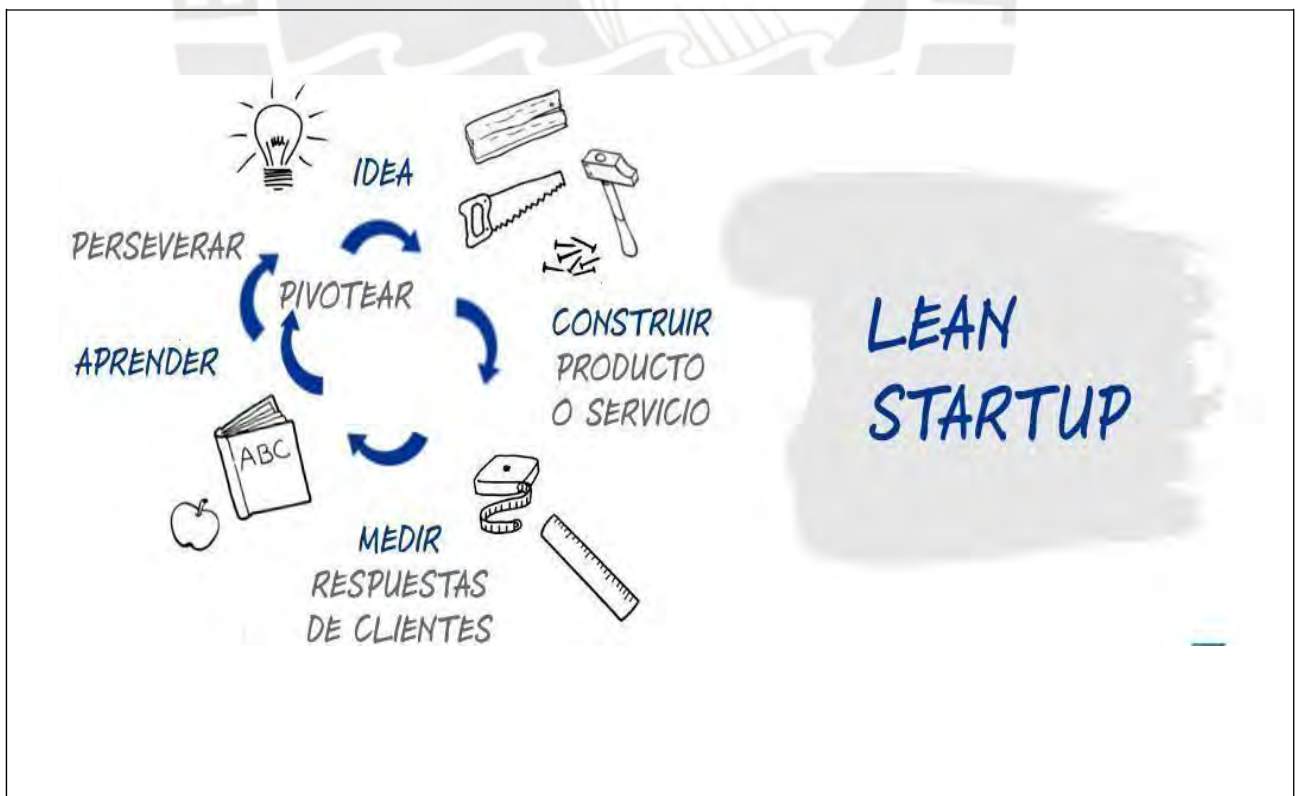 IDEA
PERSEVERAR
PIVOTEAR
CONSTRUIR
PRODUCTO
O SERVICIO
APRENDER
ABC
MEDIR
RESPUESTAS
DE CLIENTES
LEAN
STARTUP